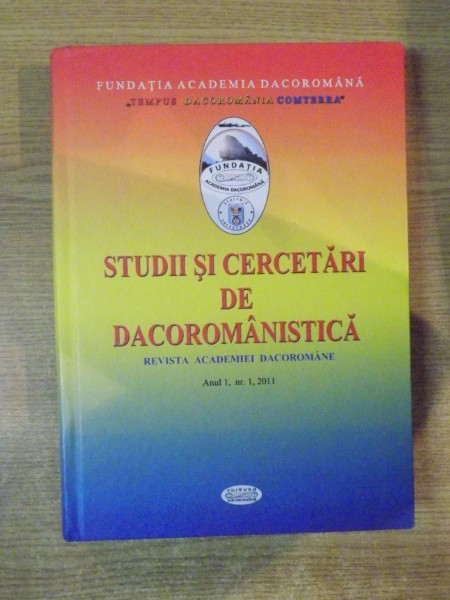 FUNDAȚIA ACADEMIA DACOROMÂNĂ
„TEMPUS DACOROMÂNIA COMTERRA"
FUNDAȚIA
ACADEMIA DACOROMÂNĂ
STUDII ȘI CERCETĂRI
DE
DACOROMÂNISTICĂ
REVISTA ACADEMIEI DACOROMÂNE
Anul 1, nr. 1, 2011
EDITURA